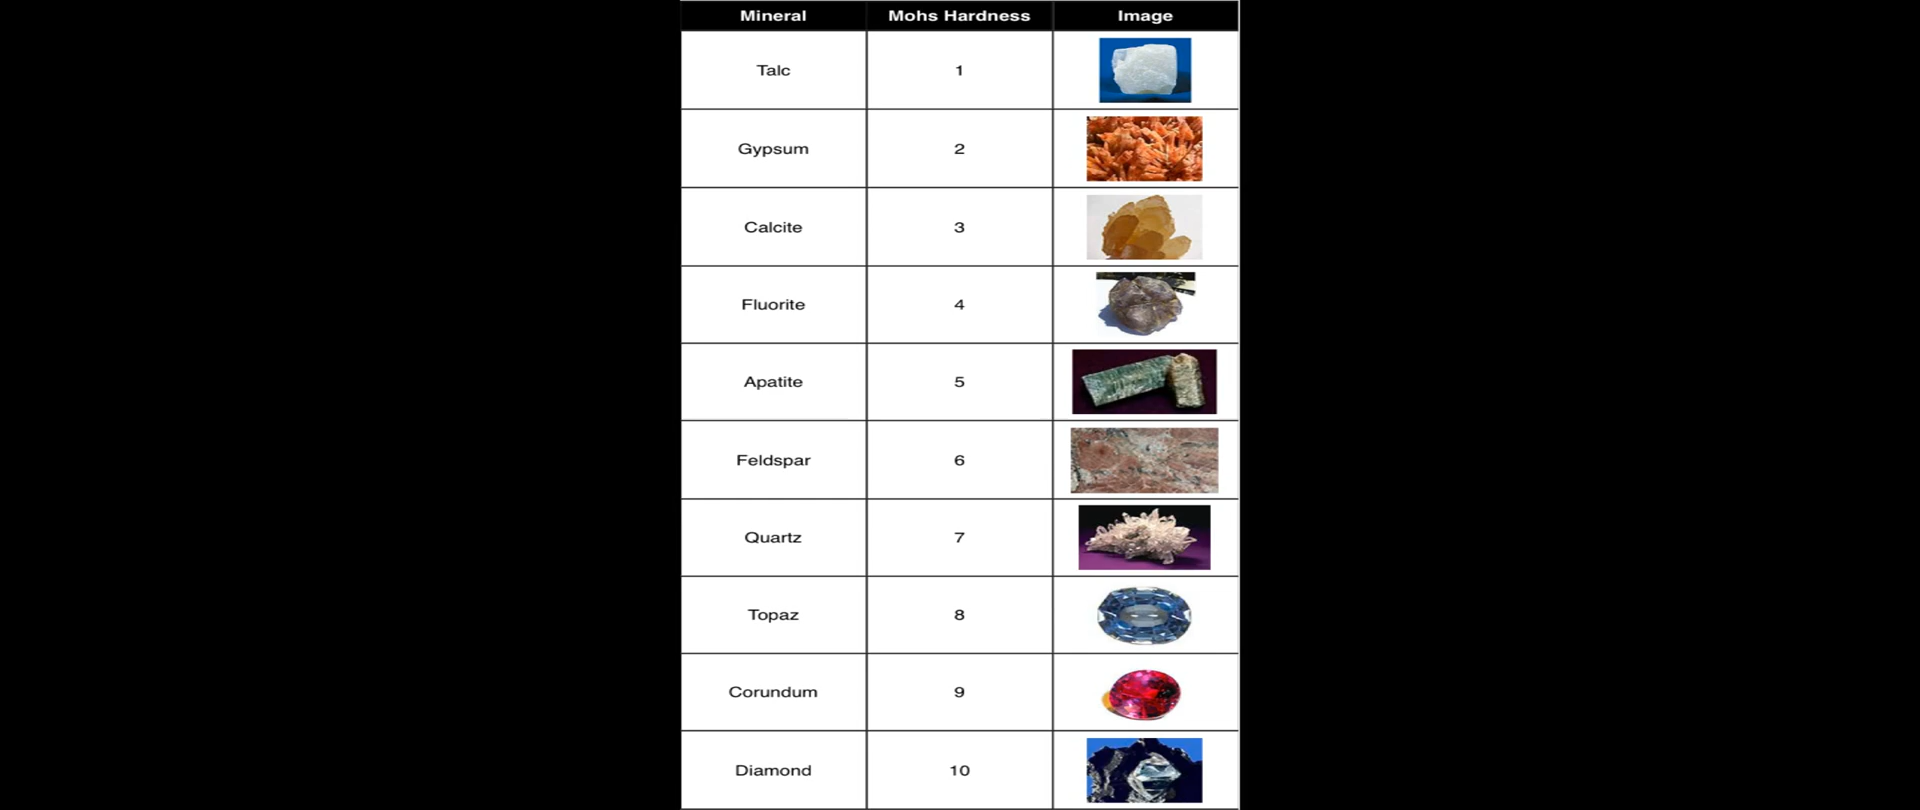 Mineral Mohs Hardness Image
Talc 1
Gypsum 2
Calcite 3
Fluorite 4
Apatite 5
Feldspar 6
Quartz 7
Topaz 8
Corundum 9
Diamond 10